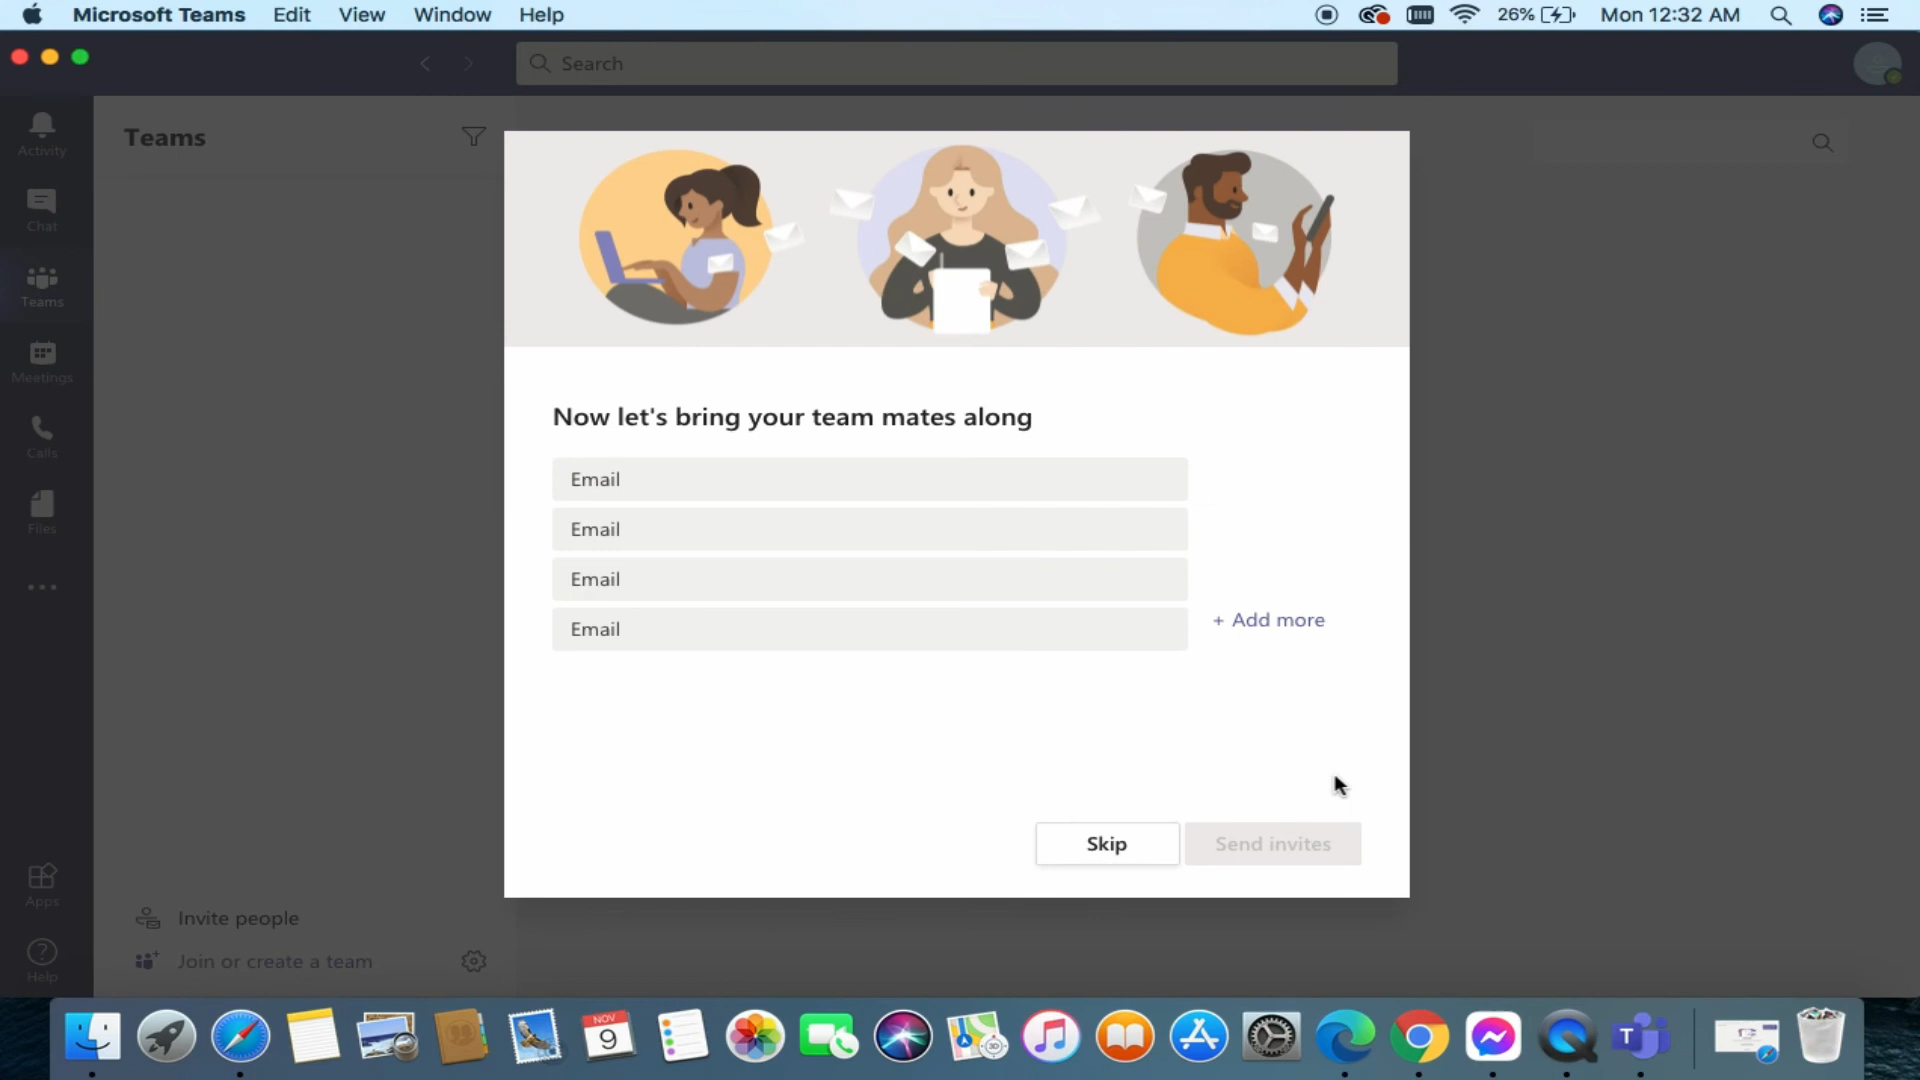 Microsoft Teams Edit View Window Help 26% Mon 12:32 AM
Search
Activity
Chat
Teams
Meetings
Calls
Files
Apps
Help
Teams
Invite people
Join or create a team
Now let's bring your team mates along
Email
Email
Email
Email
+ Add more
Skip Send invites
NOV
9
3D
T